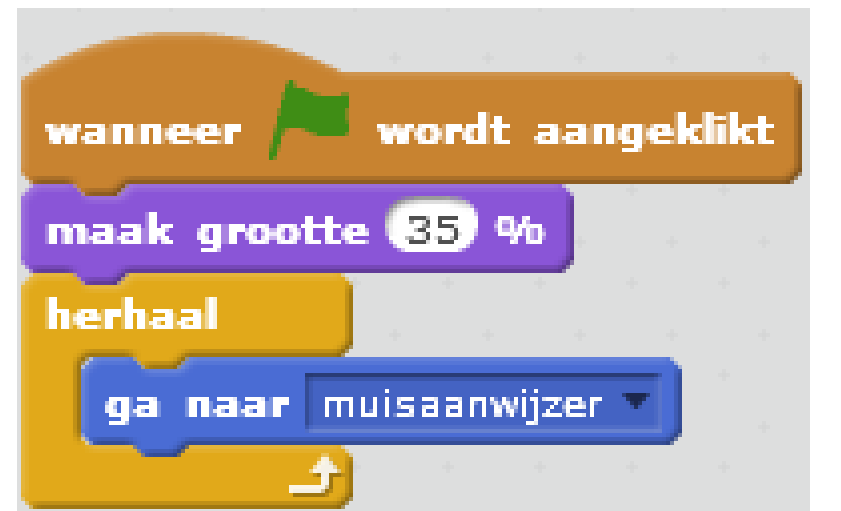 wanneer wordt aangeklikt
maak grootte 35 %
herhaal
ga naar muisaanwijzer